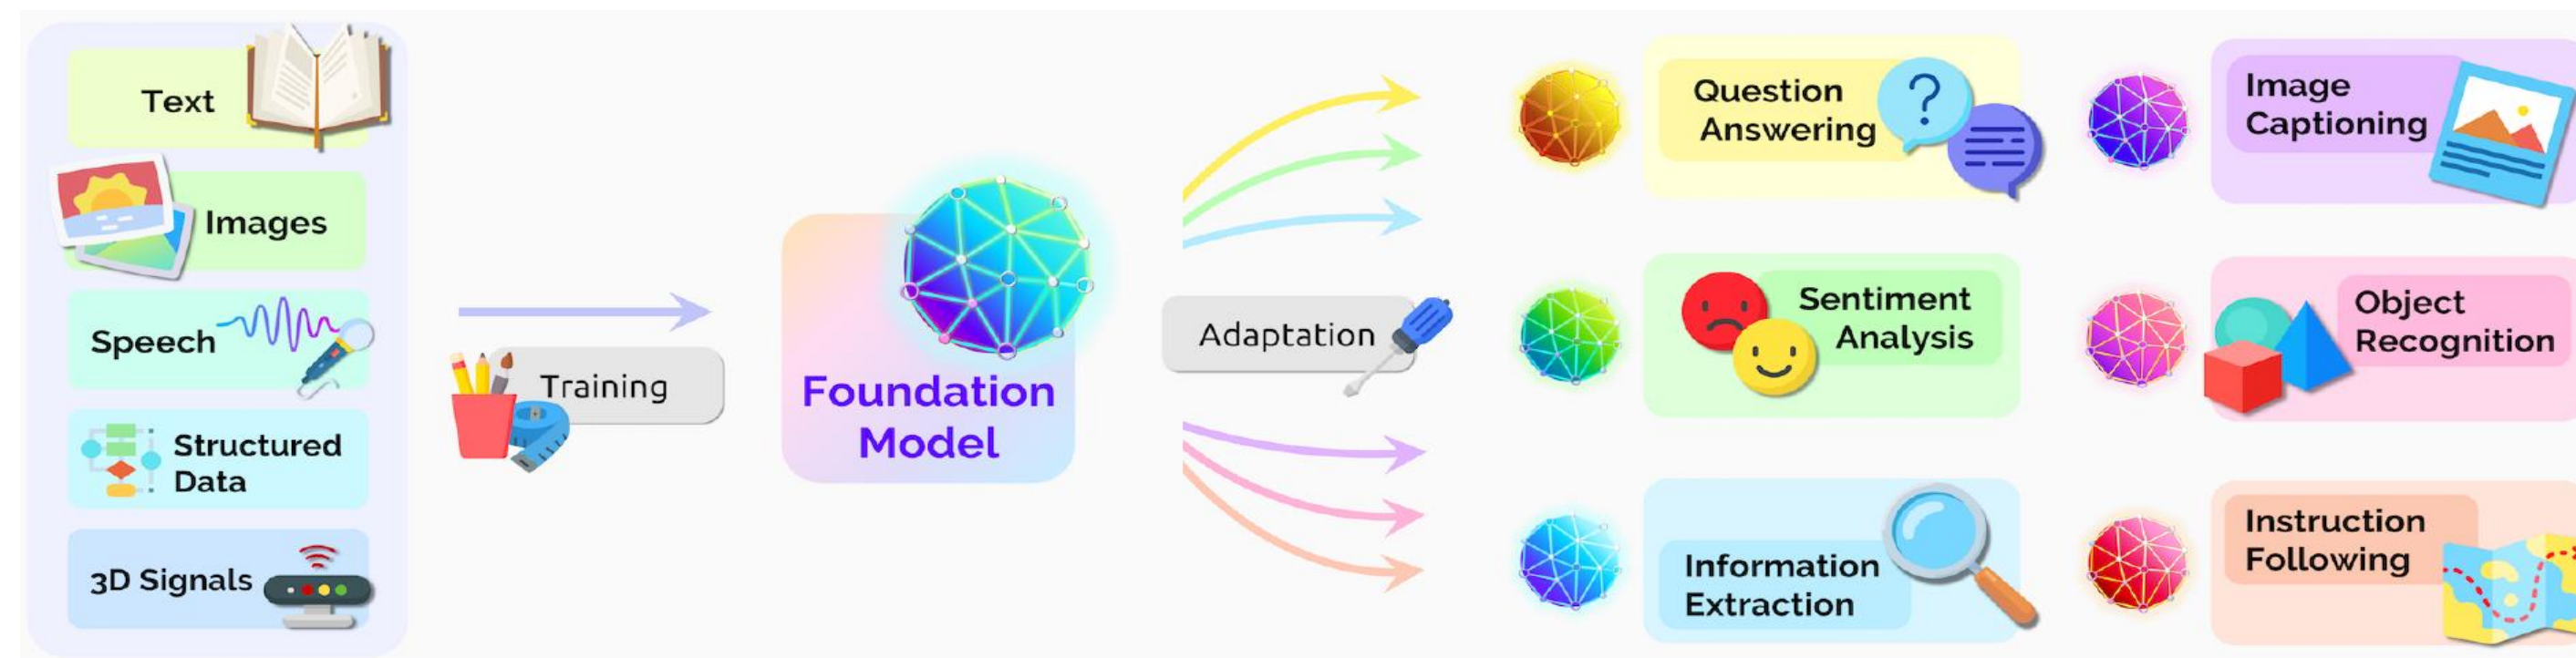 Text
Images
Speech
Structured
Data
3D Signals
Training
Foundation
Model
Adaptation
Question
Answering
Sentiment
Analysis
Information
Extraction
Image
Captioning
Object
Recognition
Instruction
Following